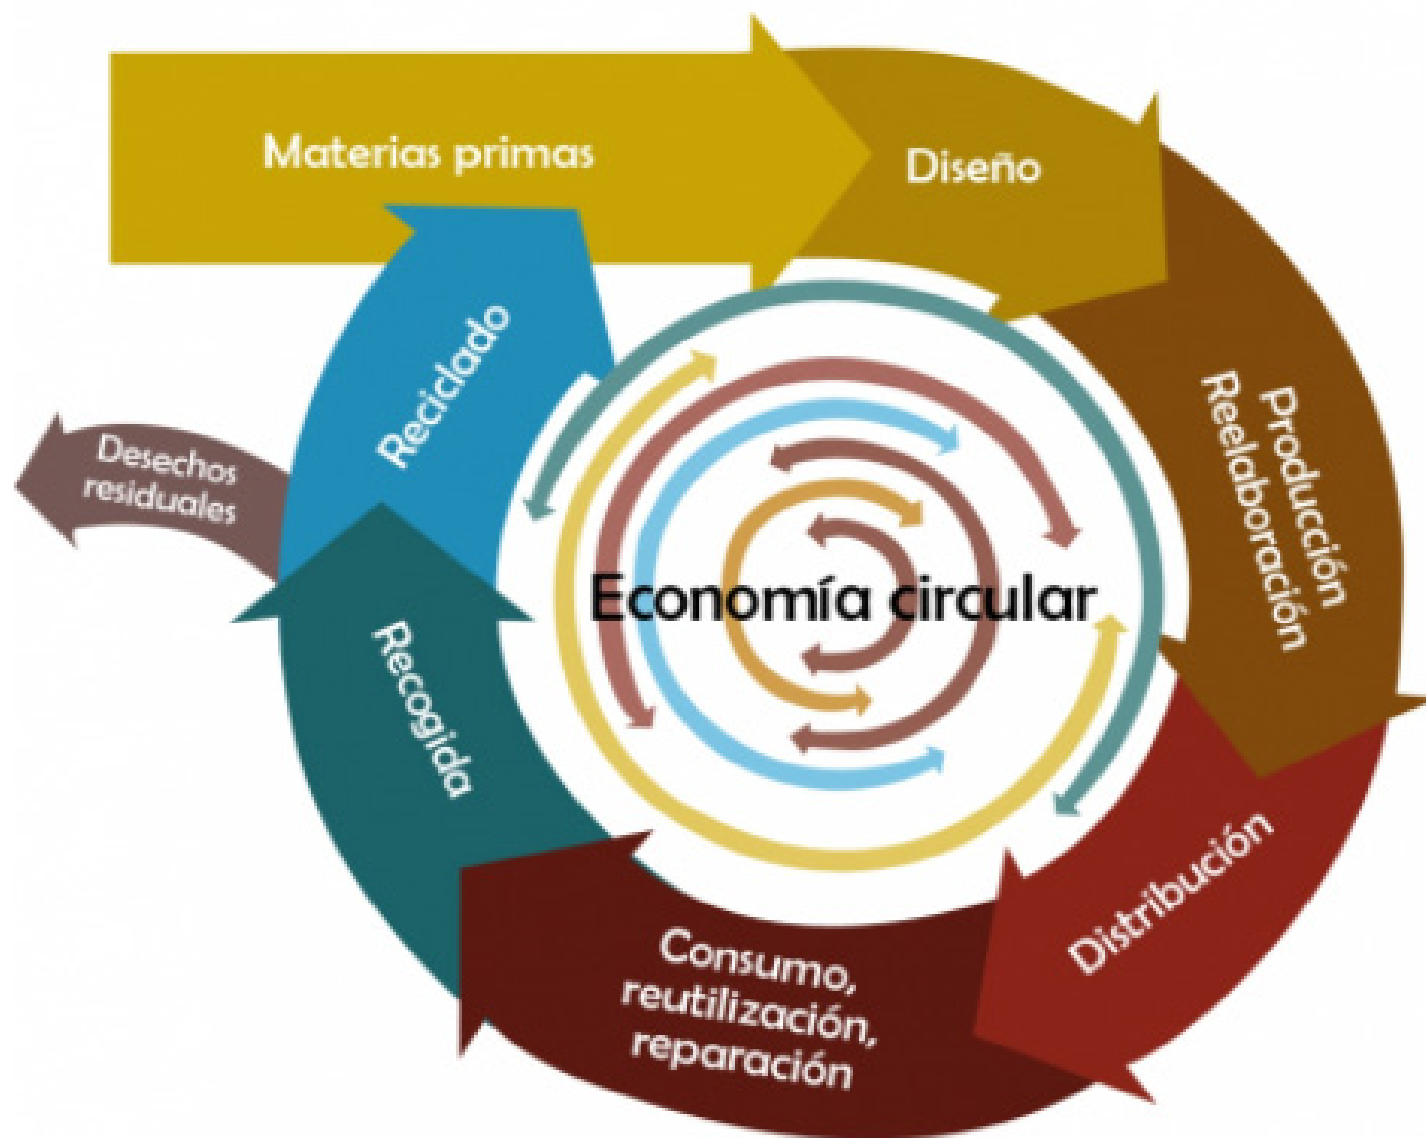 Materias primas
Diseño
Producción
Reelaboración
Distribución
Consumo,
reutilización,
reparación
Recogida
Reciclado
Desechos
residuales
Economía circular